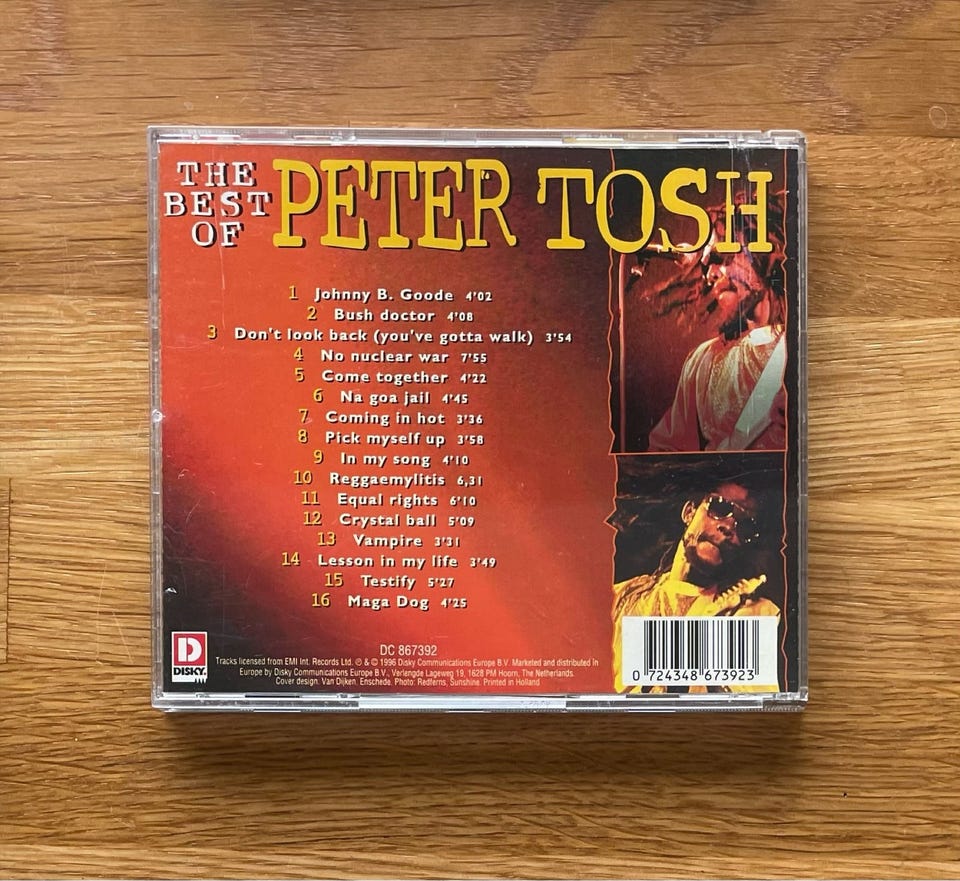 THE
BEST
OF
PETER TOSH
1 Johnny B. Goode 4'02
2 Bush doctor 4'08
3 Don't look back (you've gotta walk) 3'54
4 No nuclear war 7'55
5 Come together 4'22
6 Na goa jail 4'45
7 Coming in hot 3'36
8 Pick myself up 3'58
9 In my song 4'10
10 Reggaemylitis 6,31
11 Equal rights 6'10
12 Crystal ball 5'09
13 Vampire 3'31
14 Lesson in my life 3'49
15 Testify 5'27
16 Maga Dog 4'25
DC 867392
Tracks licensed from EMI Int. Records Ltd. ℗ & © 1996 Disky Communications Europe B.V. Marketed and distributed in
Europe by Disky Communications Europe B.V., Verlengde Lageweg 19, 1628 PM Hoorn, The Netherlands.
Cover design: Van Dijken, Enschede. Photo: Redferns, Sunshine. Printed in Holland
D
DISKY
0 724348 673923